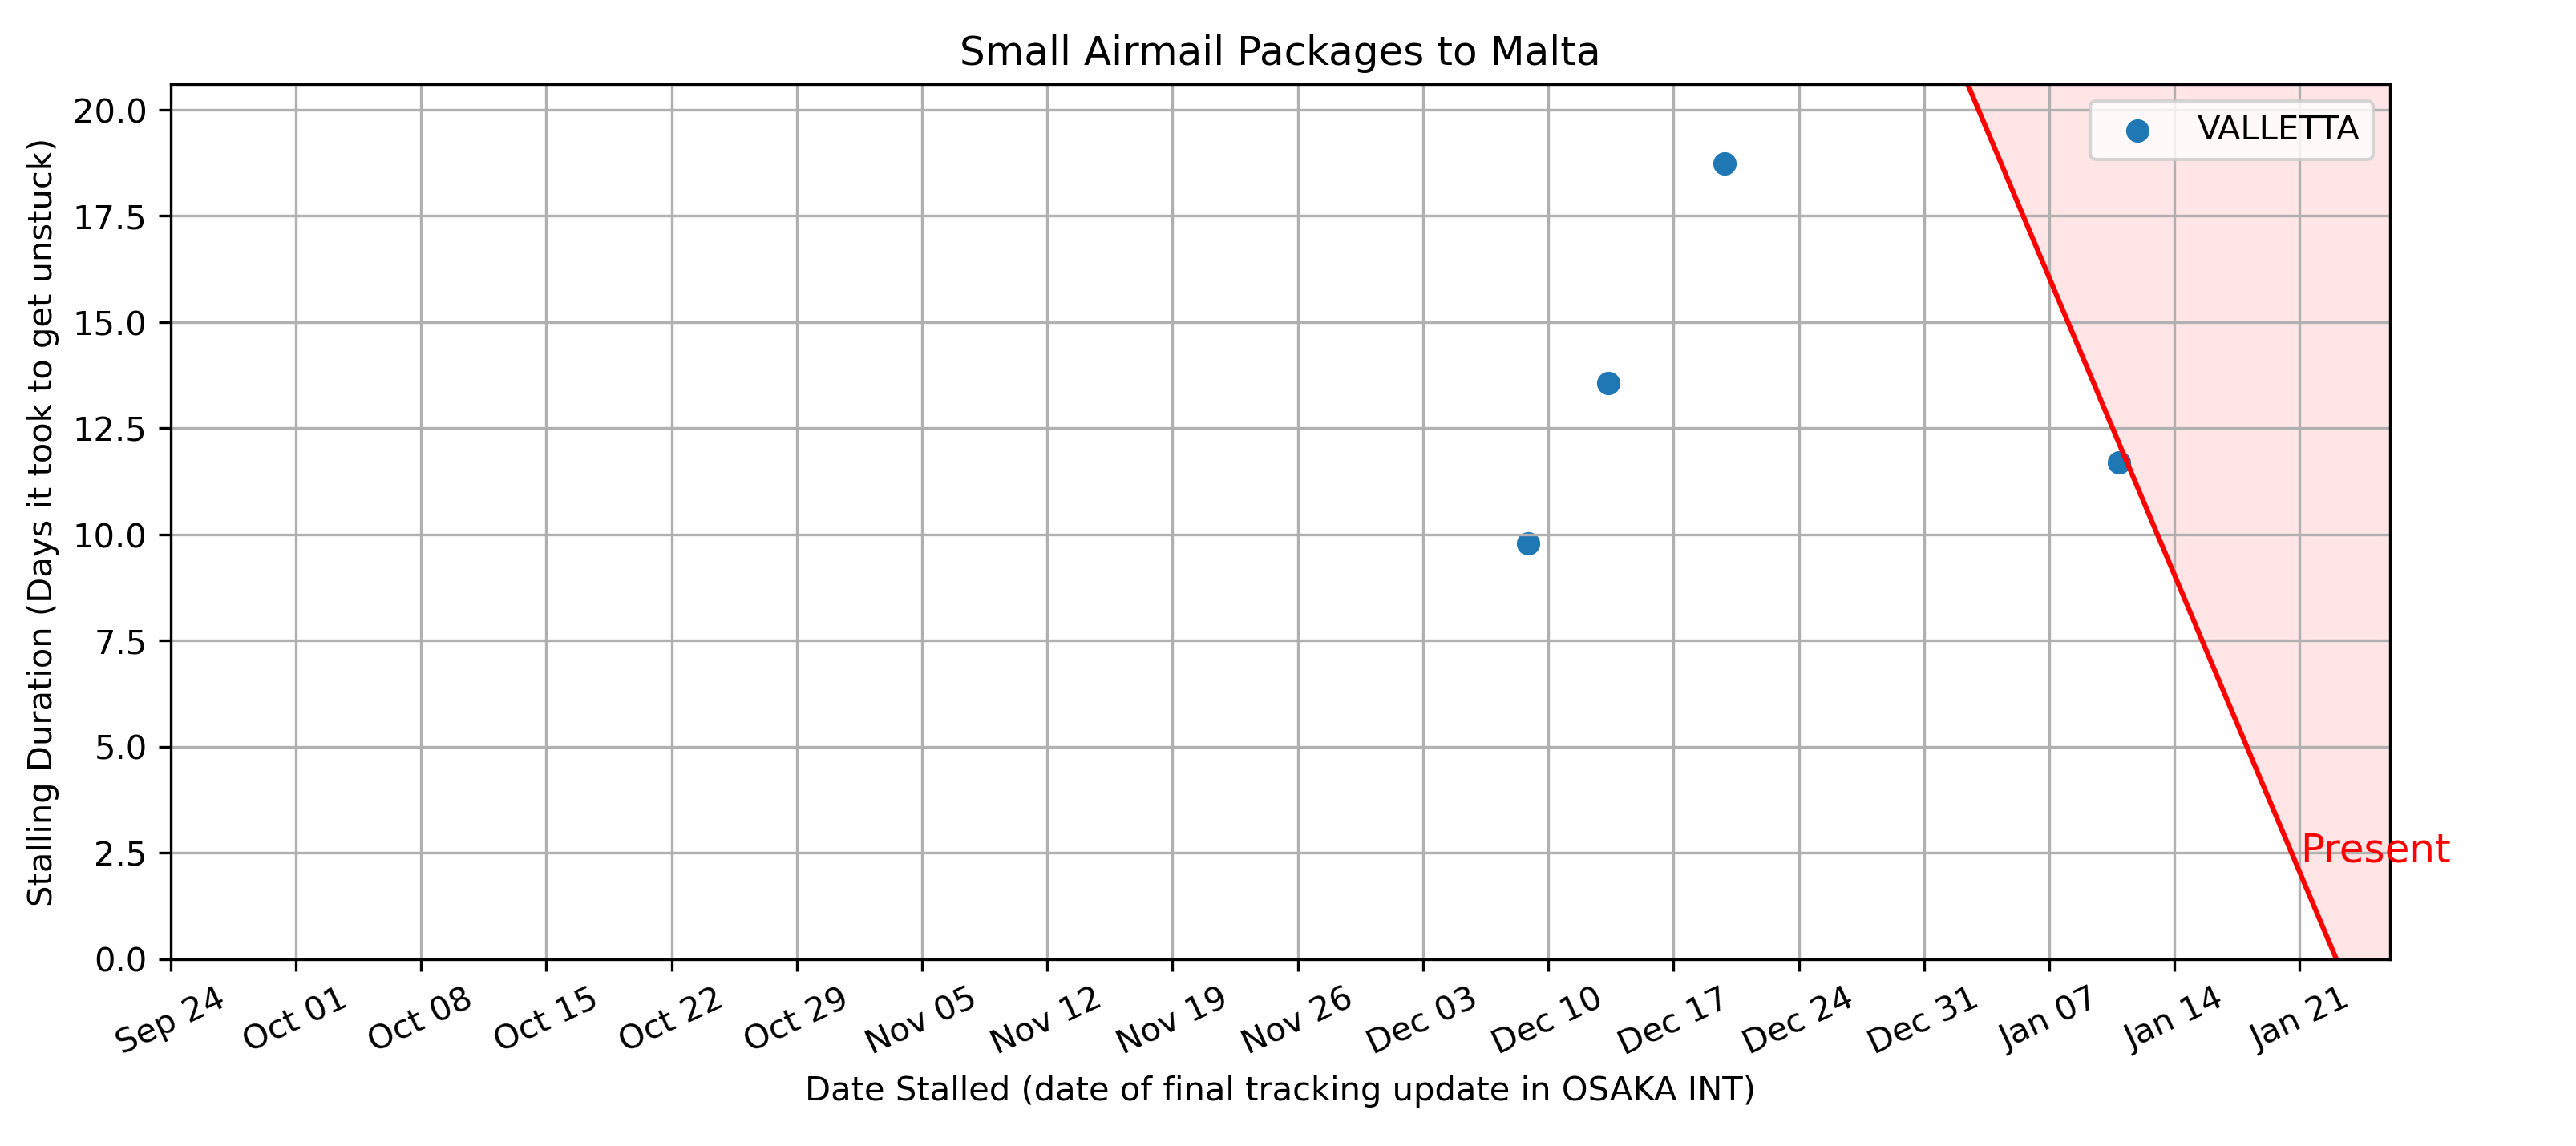 Small Airmail Packages to Malta
VALLETTA
Stalling Duration (Days it took to get unstuck)
20.0
17.5
15.0
12.5
10.0
7.5
5.0
2.5
0.0
Present
Sep 24
Oct 01
Oct 08
Oct 15
Oct 22
Oct 29
Nov 05
Nov 12
Nov 19
Nov 26
Dec 03
Dec 10
Dec 17
Dec 24
Dec 31
Jan 07
Jan 14
Jan 21
Date Stalled (date of final tracking update in OSAKA INT)